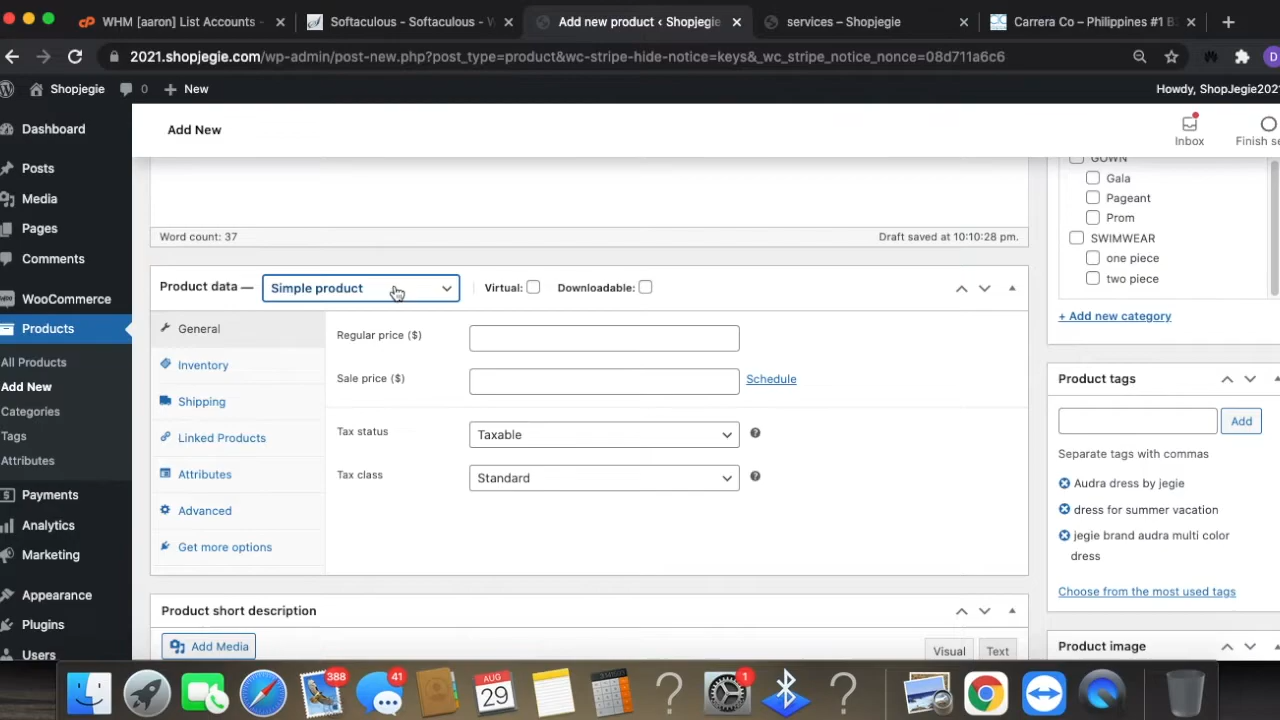 WHM [aaron] List Accounts -
Softaculous - Softaculous - W
Add new product ‹ Shopjegie
services – Shopjegie
Carrera Co – Philippines #1 B
2021.shopjegie.com/wp-admin/post-new.php?post_type=product&wc-stripe-hide-notice=keys&_wc_stripe_notice_nonce=08d711a6c6
D
Shopjegie
0
New
Howdy, ShopJegie2021
Dashboard
Posts
Media
Pages
Comments
WooCommerce
Products
All Products
Add New
Categories
Tags
Attributes
Payments
Analytics
Marketing
Appearance
Plugins
Users
Add New
Inbox
Finish se
Word count: 37
Draft saved at 10:10:28 pm.
Product data —
Simple product
Virtual:
Downloadable:
General
Inventory
Shipping
Linked Products
Attributes
Advanced
Get more options
Regular price ($)
Sale price ($)
Schedule
Tax status
Taxable
Tax class
Standard
Product short description
Add Media
Visual
Text
GOWN
Gala
Pageant
Prom
SWIMWEAR
one piece
two piece
+ Add new category
Product tags
Add
Separate tags with commas
Audra dress by jegie
dress for summer vacation
jegie brand audra multi color
dress
Choose from the most used tags
Product image
388
41
AUG
29
1